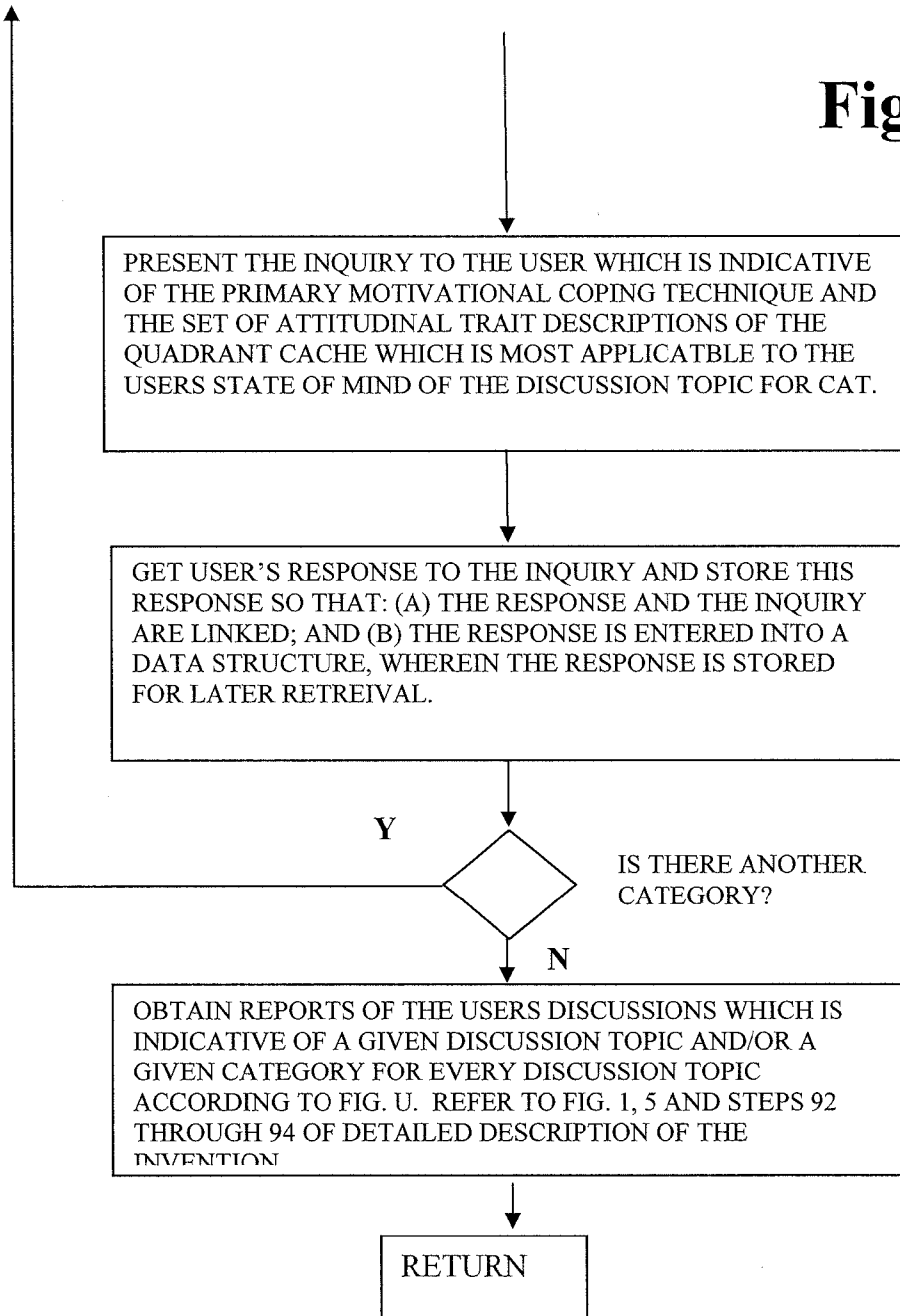 Fig
PRESENT THE INQUIRY TO THE USER WHICH IS INDICATIVE
OF THE PRIMARY MOTIVATIONAL COPING TECHNIQUE AND
THE SET OF ATTITUDINAL TRAIT DESCRIPTIONS OF THE
QUADRANT CACHE WHICH IS MOST APPLICATBLE TO THE
USERS STATE OF MIND OF THE DISCUSSION TOPIC FOR CAT.
GET USER'S RESPONSE TO THE INQUIRY AND STORE THIS
RESPONSE SO THAT: (A) THE RESPONSE AND THE INQUIRY
ARE LINKED; AND (B) THE RESPONSE IS ENTERED INTO A
DATA STRUCTURE, WHEREIN THE RESPONSE IS STORED
FOR LATER RETREIVAL.
Y
IS THERE ANOTHER
CATEGORY?
N
OBTAIN REPORTS OF THE USERS DISCUSSIONS WHICH IS
INDICATIVE OF A GIVEN DISCUSSION TOPIC AND/OR A
GIVEN CATEGORY FOR EVERY DISCUSSION TOPIC
ACCORDING TO FIG. U. REFER TO FIG. 1, 5 AND STEPS 92
THROUGH 94 OF DETAILED DESCRIPTION OF THE
INVENTION
RETURN